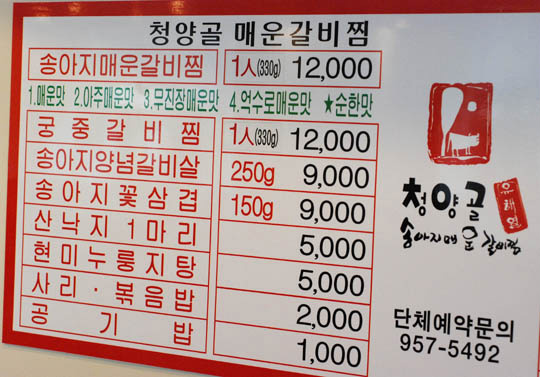 청양골 매운갈비찜
송아지매운갈비찜 1人(330g) 12,000
1.매운맛 2.아주매운맛 3.무진장매운맛 4.억수로매운맛 ★순한맛
궁중갈비찜 1人(330g) 12,000
송아지양념갈비살 250g 9,000
송아지꽃삼겹 150g 9,000
산낙지1마리 5,000
현미누룽지탕 5,000
사리·볶음밥 2,000
공기밥 1,000
청양골
송아지매운갈비찜
단체예약문의
957-5492